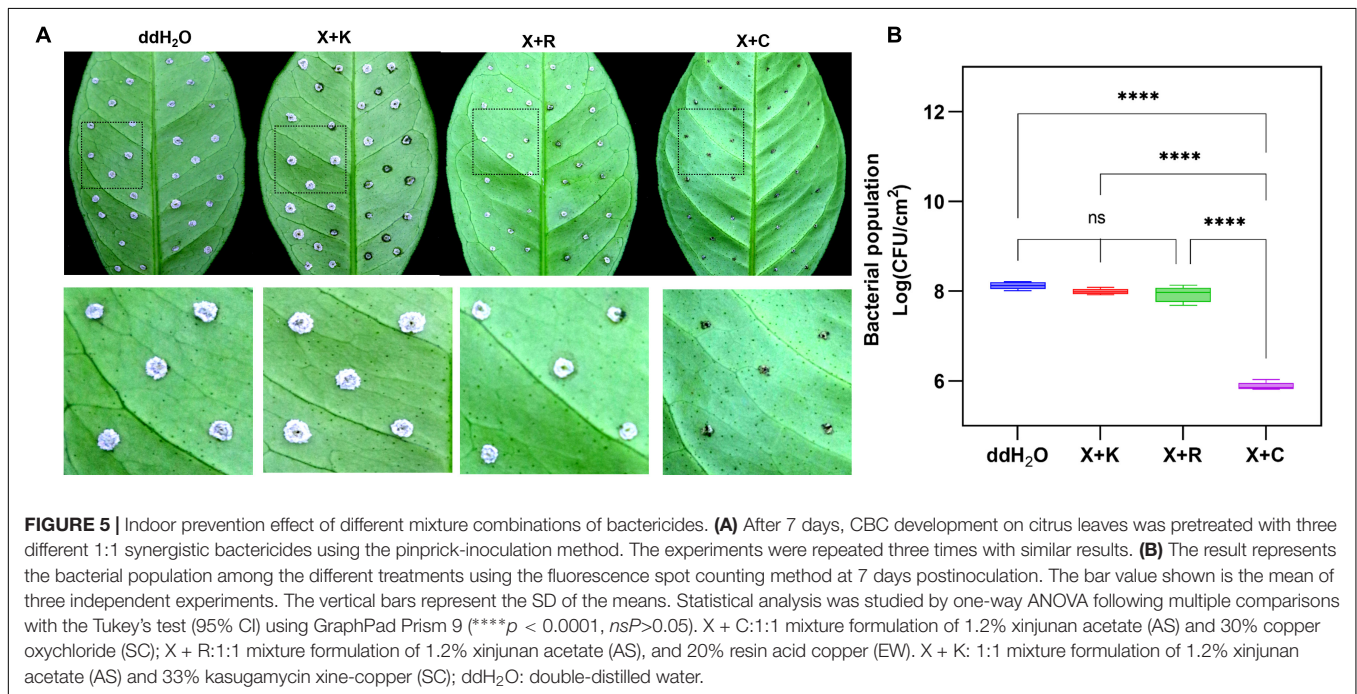 A
ddH₂O X+K X+R X+C
B
Bacterial population
Log(CFU/cm²)
12
10
8
6
****
****
ns
****
ddH₂O X+K X+R X+C
FIGURE 5 | Indoor prevention effect of different mixture combinations of bactericides. (A) After 7 days, CBC development on citrus leaves was pretreated with three
different 1:1 synergistic bactericides using the pinprick-inoculation method. The experiments were repeated three times with similar results. (B) The result represents
the bacterial population among the different treatments using the fluorescence spot counting method at 7 days postinoculation. The bar value shown is the mean of
three independent experiments. The vertical bars represent the SD of the means. Statistical analysis was studied by one-way ANOVA following multiple comparisons
with the Tukey's test (95% CI) using GraphPad Prism 9 (****p < 0.0001, nsP>0.05). X + C:1:1 mixture formulation of 1.2% xinjunan acetate (AS) and 30% copper
oxychloride (SC); X + R:1:1 mixture formulation of 1.2% xinjunan acetate (AS), and 20% resin acid copper (EW). X + K: 1:1 mixture formulation of 1.2% xinjunan
acetate (AS) and 33% kasugamycin xine-copper (SC); ddH₂O: double-distilled water.